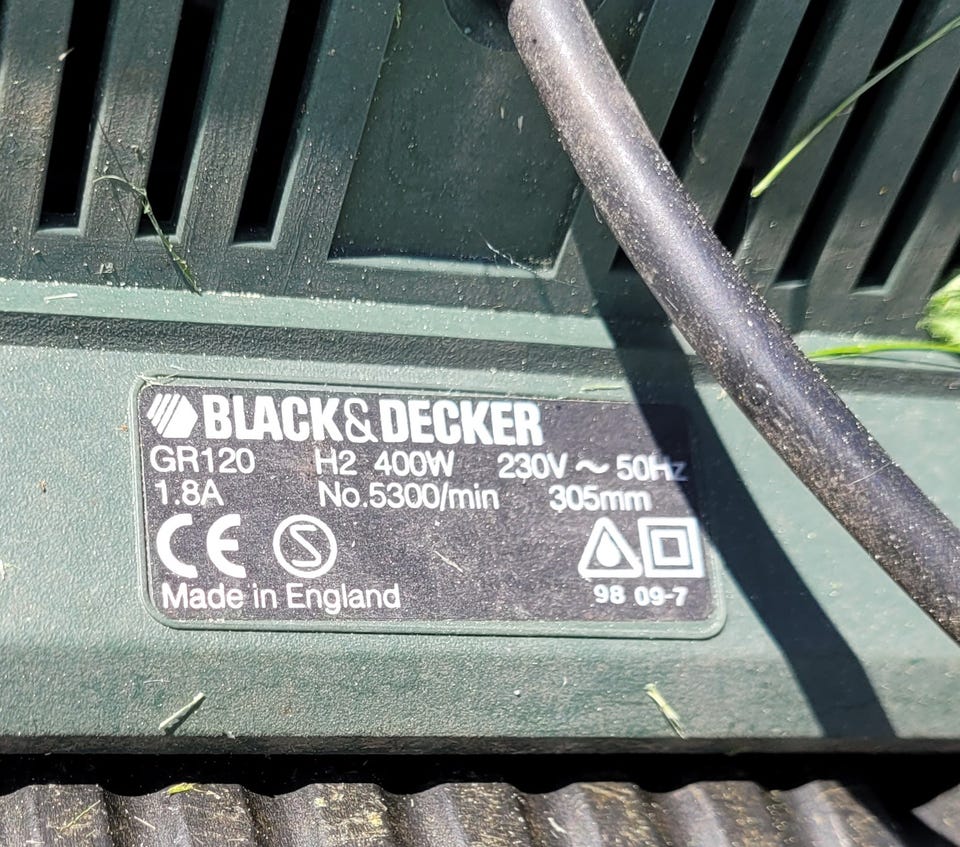 BLACK&DECKER
GR120 H2 400W 230V ~ 50Hz
1.8A No.5300/min 305mm
CE S
Made in England 98 09-7